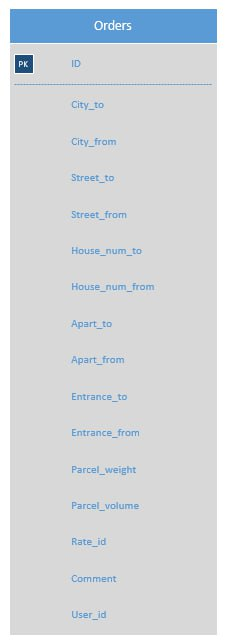 Orders
PK ID
City_to
City_from
Street_to
Street_from
House_num_to
House_num_from
Apart_to
Apart_from
Entrance_to
Entrance_from
Parcel_weight
Parcel_volume
Rate_id
Comment
User_id